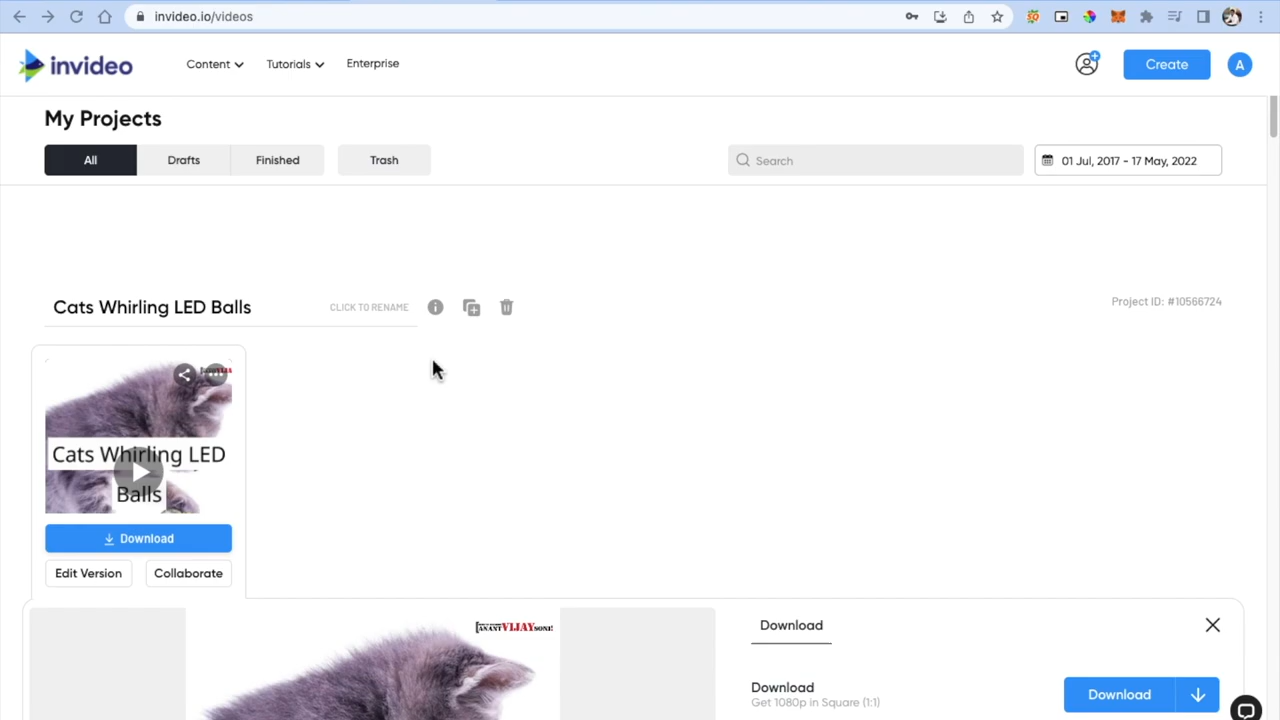 invideo.io/videos
invideo
Content
Tutorials
Enterprise
Create
A
My Projects
All
Drafts
Finished
Trash
Search
01 Jul, 2017 - 17 May, 2022
Cats Whirling LED Balls
CLICK TO RENAME
Project ID: #10566724
Cats Whirling LED
Balls
Download
Edit Version
Collaborate
[ANANTVIJAYSONI]
Download
Download
Get 1080p in Square (1:1)
Download